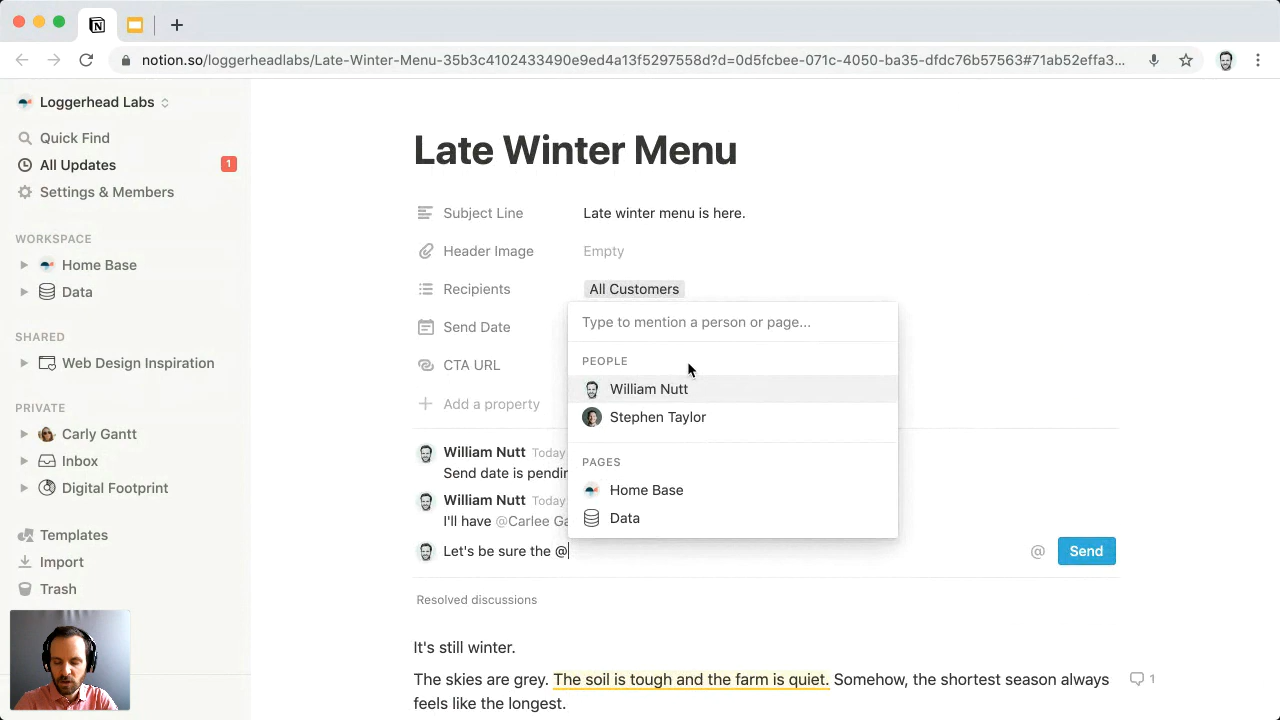 notion.so/loggerheadlabs/Late-Winter-Menu-35b3c4102433490e9ed4a13f5297558d?d=0d5fcbee-071c-4050-ba35-dfdc76b57563#71ab52effa3...
Loggerhead Labs
Quick Find
All Updates 1
Settings & Members
WORKSPACE
Home Base
Data
SHARED
Web Design Inspiration
PRIVATE
Carly Gantt
Inbox
Digital Footprint
Templates
Import
Trash
Late Winter Menu
Subject Line Late winter menu is here.
Header Image Empty
Recipients All Customers
Send Date
CTA URL
Add a property
Type to mention a person or page...
PEOPLE
William Nutt
Stephen Taylor
PAGES
Home Base
Data
William Nutt Today
Send date is pendin
William Nutt Today
I'll have @Carlee Ga
Let's be sure the @
@ Send
Resolved discussions
It's still winter.
The skies are grey. The soil is tough and the farm is quiet. Somehow, the shortest season always 1
feels like the longest.